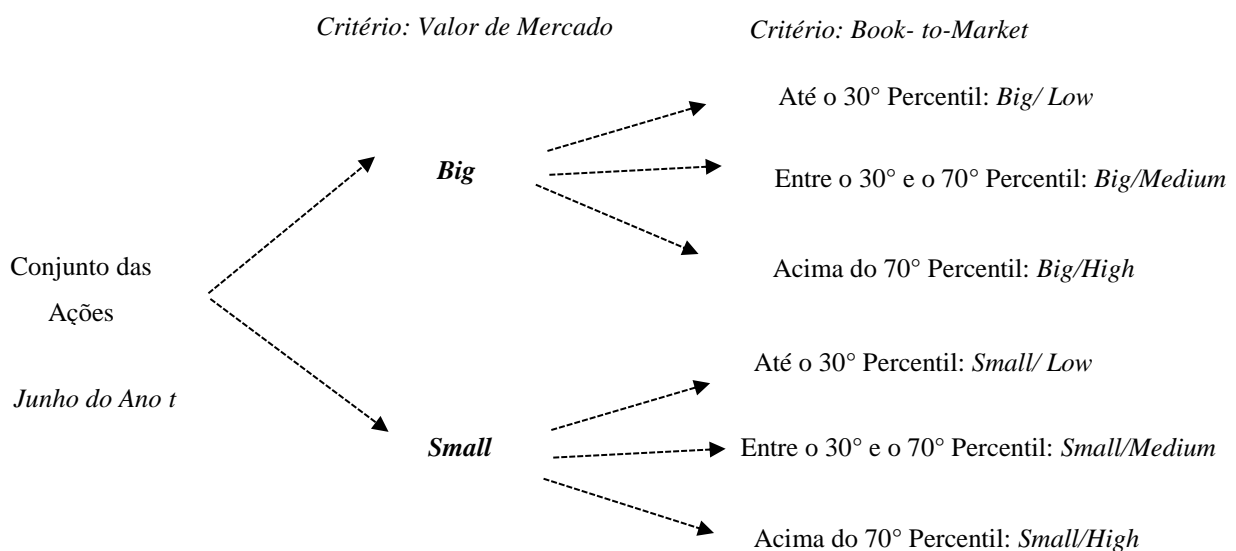 Critério: Valor de Mercado
Critério: Book- to-Market
Até o 30° Percentil: Big/ Low
Big
Entre o 30° e o 70° Percentil: Big/Medium
Acima do 70° Percentil: Big/High
Conjunto das
Ações
Junho do Ano t
Até o 30° Percentil: Small/ Low
Small
Entre o 30° e o 70° Percentil: Small/Medium
Acima do 70° Percentil: Small/High